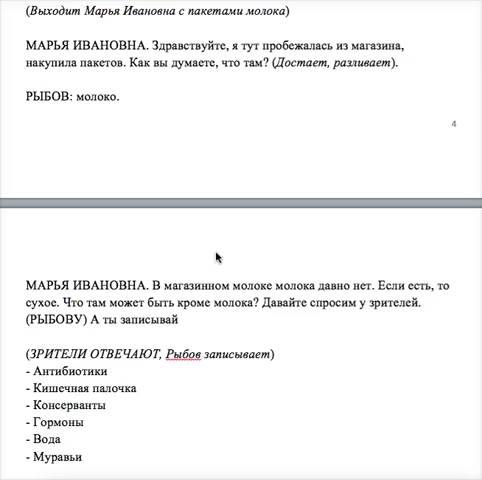 (Выходит Марья Ивановна с пакетами молока)
МАРЬЯ ИВАНОВНА. Здравствуйте, я тут пробежалась из магазина,
накупила пакетов. Как вы думаете, что там? (Достает, разливает).
РЫБОВ: молоко.
4
МАРЬЯ ИВАНОВНА. В магазинном молоке молока давно нет. Если есть, то
сухое. Что там может быть кроме молока? Давайте спросим у зрителей.
(РЫБОВУ) А ты записывай
(ЗРИТЕЛИ ОТВЕЧАЮТ, Рыбов записывает)
- Антибиотики
- Кишечная палочка
- Консерванты
- Гормоны
- Вода
- Муравьи